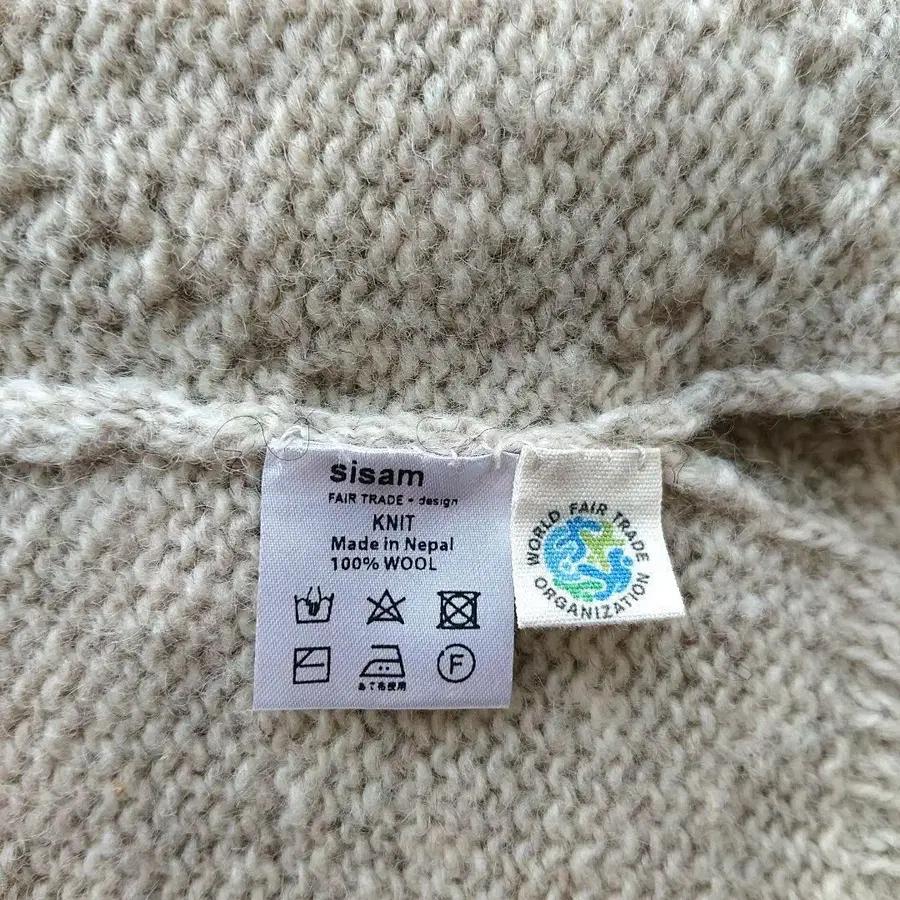 sisam
FAIR TRADE + design
KNIT
Made in Nepal
100% WOOL
F
あて布使用
WORLD FAIR TRADE
ORGANIZATION